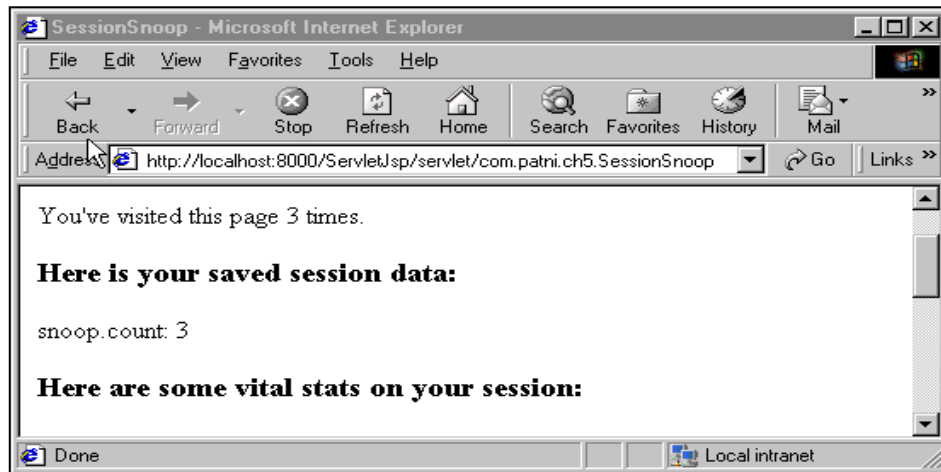 SessionSnoop - Microsoft Internet Explorer
File Edit View Favorites Tools Help
Back Forward Stop Refresh Home Search Favorites History Mail »
Address http://localhost:8000/ServletJsp/servlet/com.patni.ch5.SessionSnoop Go Links »
You've visited this page 3 times.
Here is your saved session data:
snoop.count: 3
Here are some vital stats on your session:
Done Local intranet